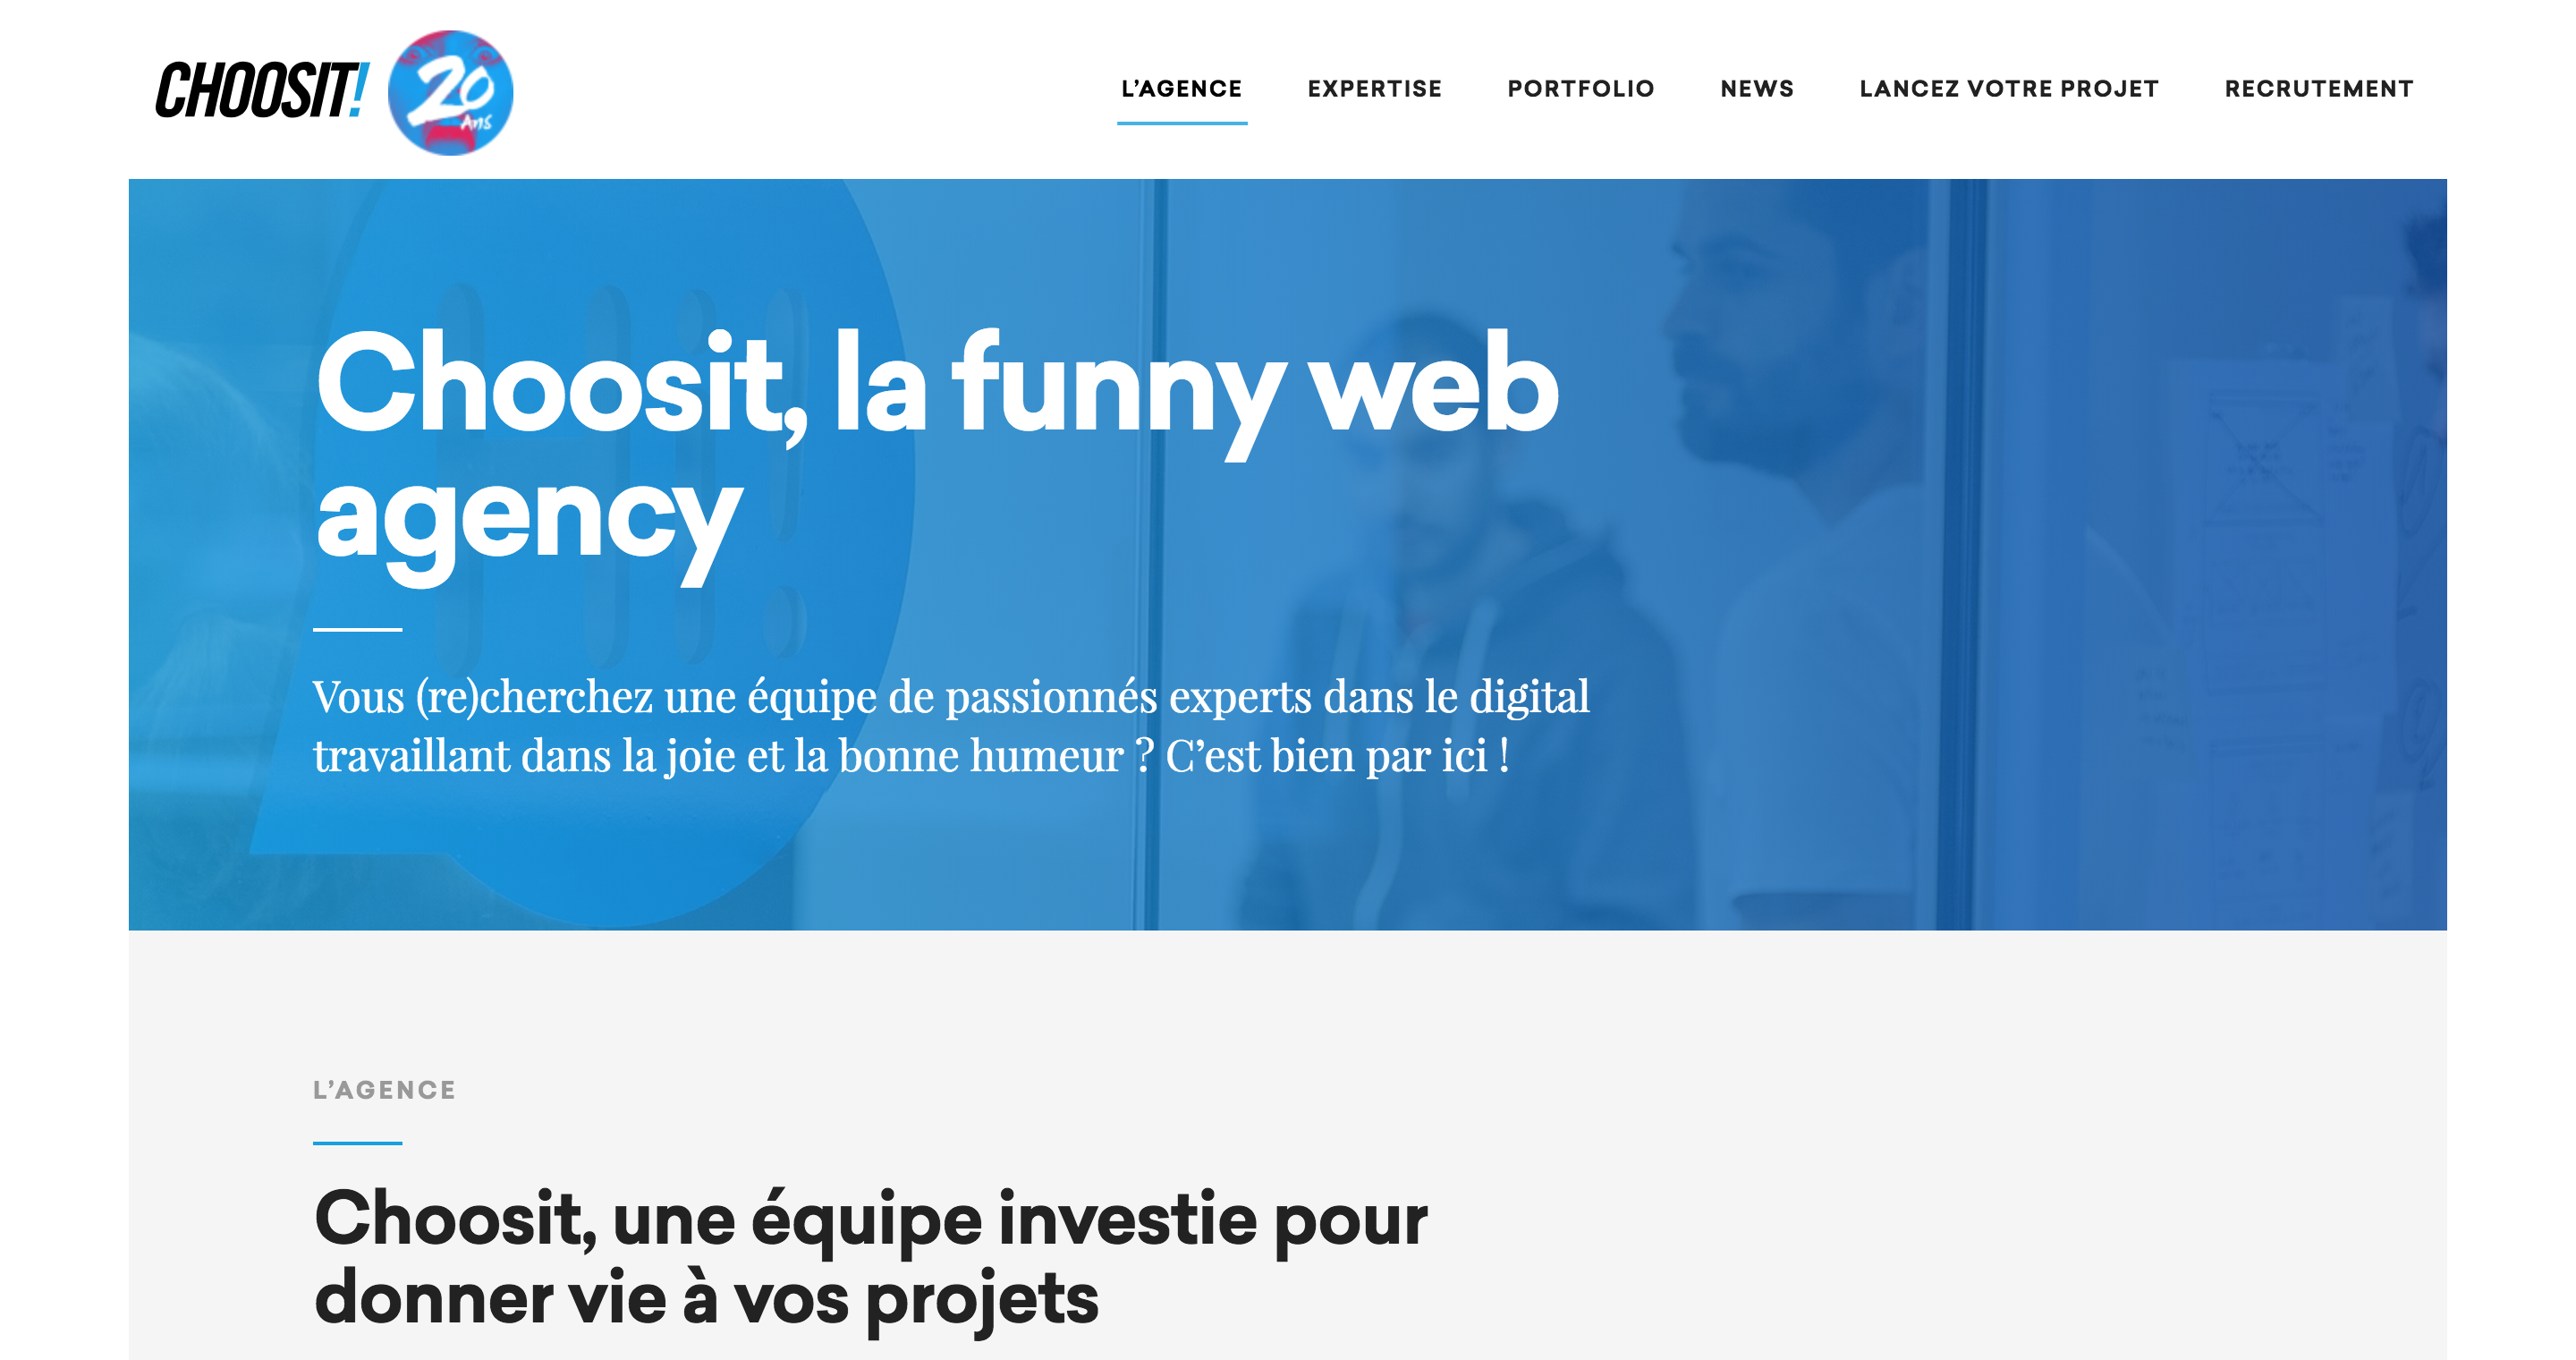 CHOOSIT!
20
Ans
L’AGENCE
EXPERTISE
PORTFOLIO
NEWS
LANCEZ VOTRE PROJET
RECRUTEMENT
Choosit, la funny web
agency
Vous (re)cherchez une équipe de passionnés experts dans le digital
travaillant dans la joie et la bonne humeur ? C’est bien par ici !
L’AGENCE
Choosit, une équipe investie pour
donner vie à vos projets